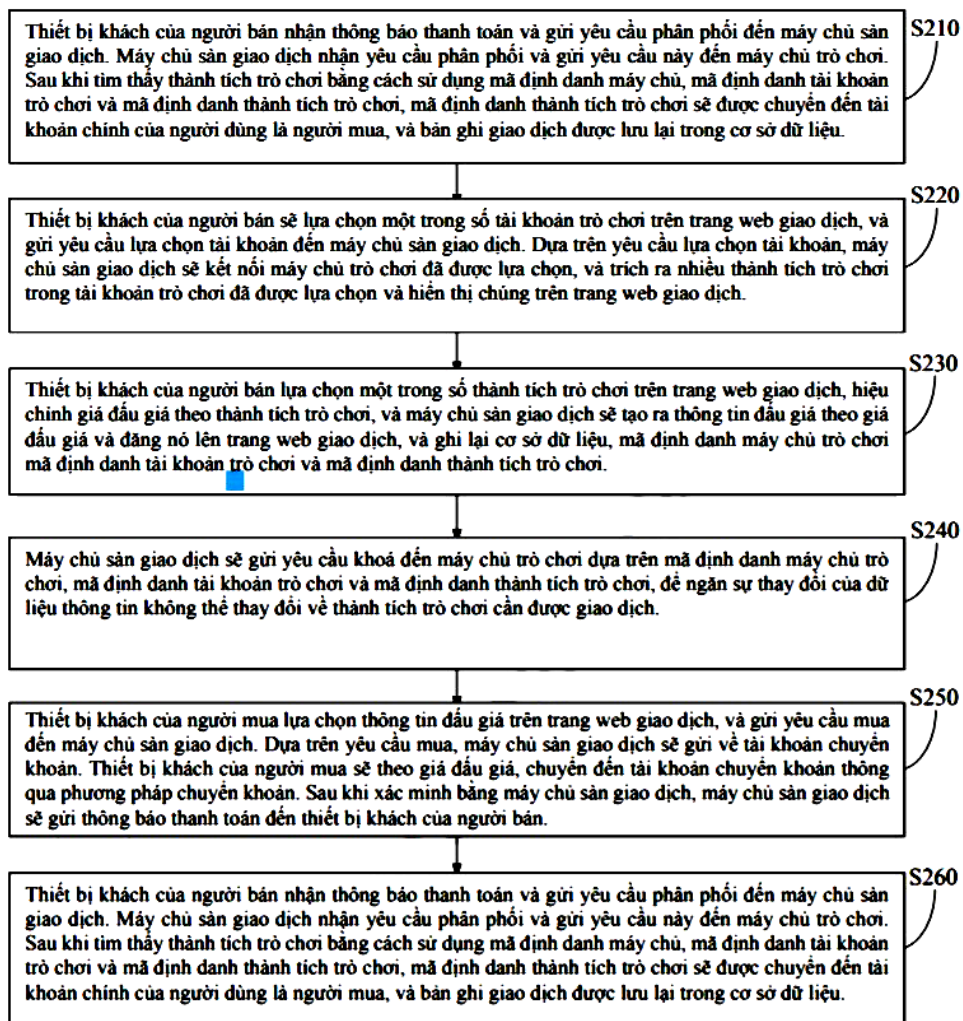 Thiết bị khách của người bán nhận thông báo thanh toán và gửi yêu cầu phân phối đến máy chủ sàn
giao dịch. Máy chủ sàn giao dịch nhận yêu cầu phân phối và gửi yêu cầu này đến máy chủ trò chơi.
Sau khi tìm thấy thành tích trò chơi bằng cách sử dụng mã định danh máy chủ, mã định danh tài khoản
trò chơi và mã định danh thành tích trò chơi, mã định danh thành tích trò chơi sẽ được chuyển đến tài
khoản chính của người dùng là người mua, và bản ghi giao dịch được lưu lại trong cơ sở dữ liệu.
S210
Thiết bị khách của người bán sẽ lựa chọn một trong số tài khoản trò chơi trên trang web giao dịch, và
gửi yêu cầu lựa chọn tài khoản đến máy chủ sàn giao dịch. Dựa trên yêu cầu lựa chọn tài khoản, máy
chủ sàn giao dịch sẽ kết nối máy chủ trò chơi đã được lựa chọn, và trích ra nhiều thành tích trò chơi
trong tài khoản trò chơi đã được lựa chọn và hiển thị chúng trên trang web giao dịch.
S220
Thiết bị khách của người bán lựa chọn một trong số thành tích trò chơi trên trang web giao dịch, hiệu
chỉnh giá đấu giá theo thành tích trò chơi, và máy chủ sàn giao dịch sẽ tạo ra thông tin đấu giá theo giá
đấu giá và đăng nó lên trang web giao dịch, và ghi lại cơ sở dữ liệu, mã định danh máy chủ trò chơi
mã định danh tài khoản trò chơi và mã định danh thành tích trò chơi.
S230
Máy chủ sàn giao dịch sẽ gửi yêu cầu khoá đến máy chủ trò chơi dựa trên mã định danh máy chủ trò
chơi, mã định danh tài khoản trò chơi và mã định danh thành tích trò chơi, để ngăn sự thay đổi của dữ
liệu thông tin không thể thay đổi về thành tích trò chơi cần được giao dịch.
S240
Thiết bị khách của người mua lựa chọn thông tin đấu giá trên trang web giao dịch, và gửi yêu cầu mua
đến máy chủ sàn giao dịch. Dựa trên yêu cầu mua, máy chủ sàn giao dịch sẽ gửi về tài khoản chuyển
khoản. Thiết bị khách của người mua sẽ theo giá đấu giá, chuyển đến tài khoản chuyển khoản thông
qua phương pháp chuyển khoản. Sau khi xác minh bằng máy chủ sàn giao dịch, máy chủ sàn giao dịch
sẽ gửi thông báo thanh toán đến thiết bị khách của người bán.
S250
Thiết bị khách của người bán nhận thông báo thanh toán và gửi yêu cầu phân phối đến máy chủ sàn
giao dịch. Máy chủ sàn giao dịch nhận yêu cầu phân phối và gửi yêu cầu này đến máy chủ trò chơi.
Sau khi tìm thấy thành tích trò chơi bằng cách sử dụng mã định danh máy chủ, mã định danh tài khoản
trò chơi và mã định danh thành tích trò chơi, mã định danh thành tích trò chơi sẽ được chuyển đến tài
khoản chính của người dùng là người mua, và bản ghi giao dịch được lưu lại trong cơ sở dữ liệu.
S260